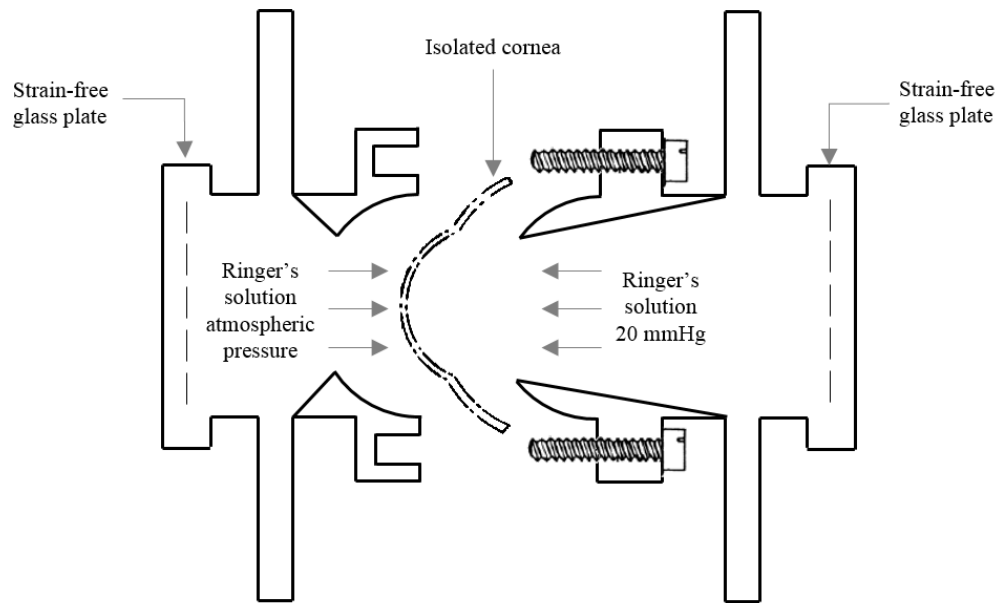 Isolated cornea
Strain-free
glass plate
Strain-free
glass plate
Ringer's
solution
atmospheric
pressure
Ringer's
solution
20 mmHg